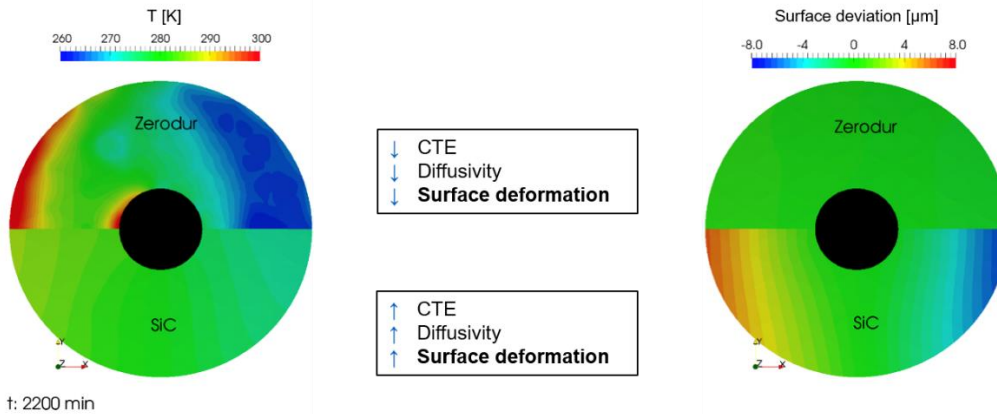 T [K]
260 270 280 290 300
Zerodur
SiC
Y
Z X
t: 2200 min
↓ CTE
↓ Diffusivity
↓ Surface deformation
↑ CTE
↑ Diffusivity
↑ Surface deformation
Surface deviation [μm]
-8.0 -4 0 4 8.0
Zerodur
SiC
Y
Z X